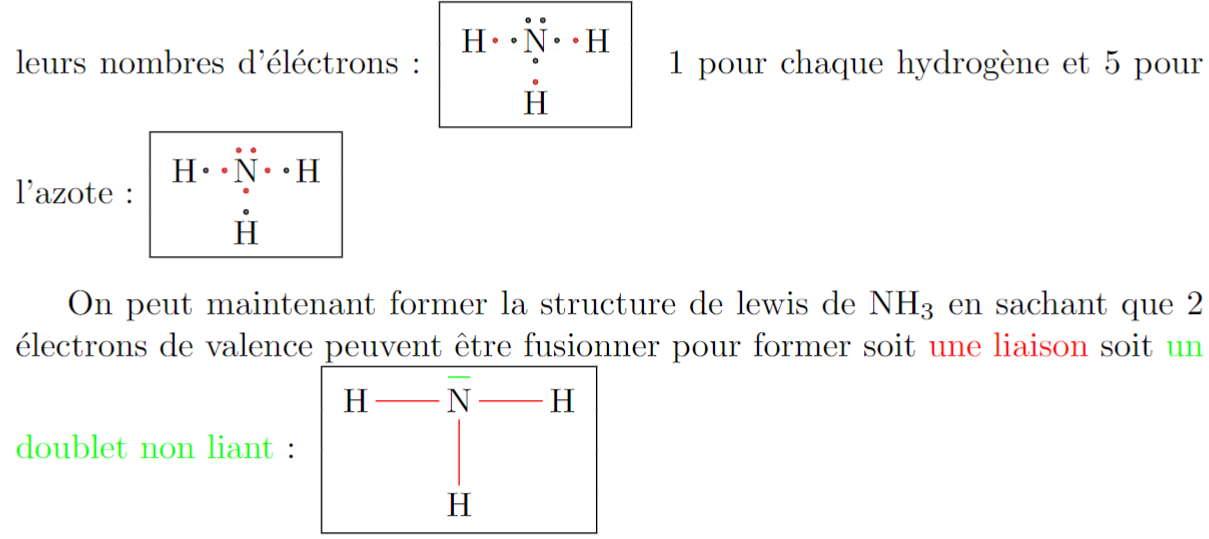 leurs nombres d'éléctrons : H N H 1 pour chaque hydrogène et 5 pour
H
l'azote : H N H
H
On peut maintenant former la structure de lewis de NH₃ en sachant que 2
électrons de valence peuvent être fusionner pour former soit une liaison soit un
doublet non liant : H N H
H